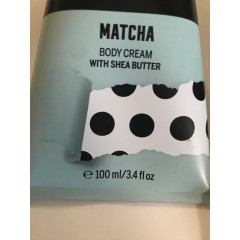 MATCHA
BODY CREAM
WITH SHEA BUTTER
℮ 100 ml/3.4 fl oz